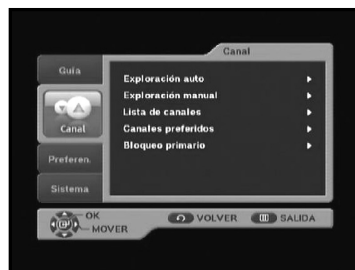 Canal
Guía
Canal
Preferen.
Sistema
Exploración auto
Exploración manual
Lista de canales
Canales preferidos
Bloqueo primario
OK
MOVER
VOLVER
SALIDA